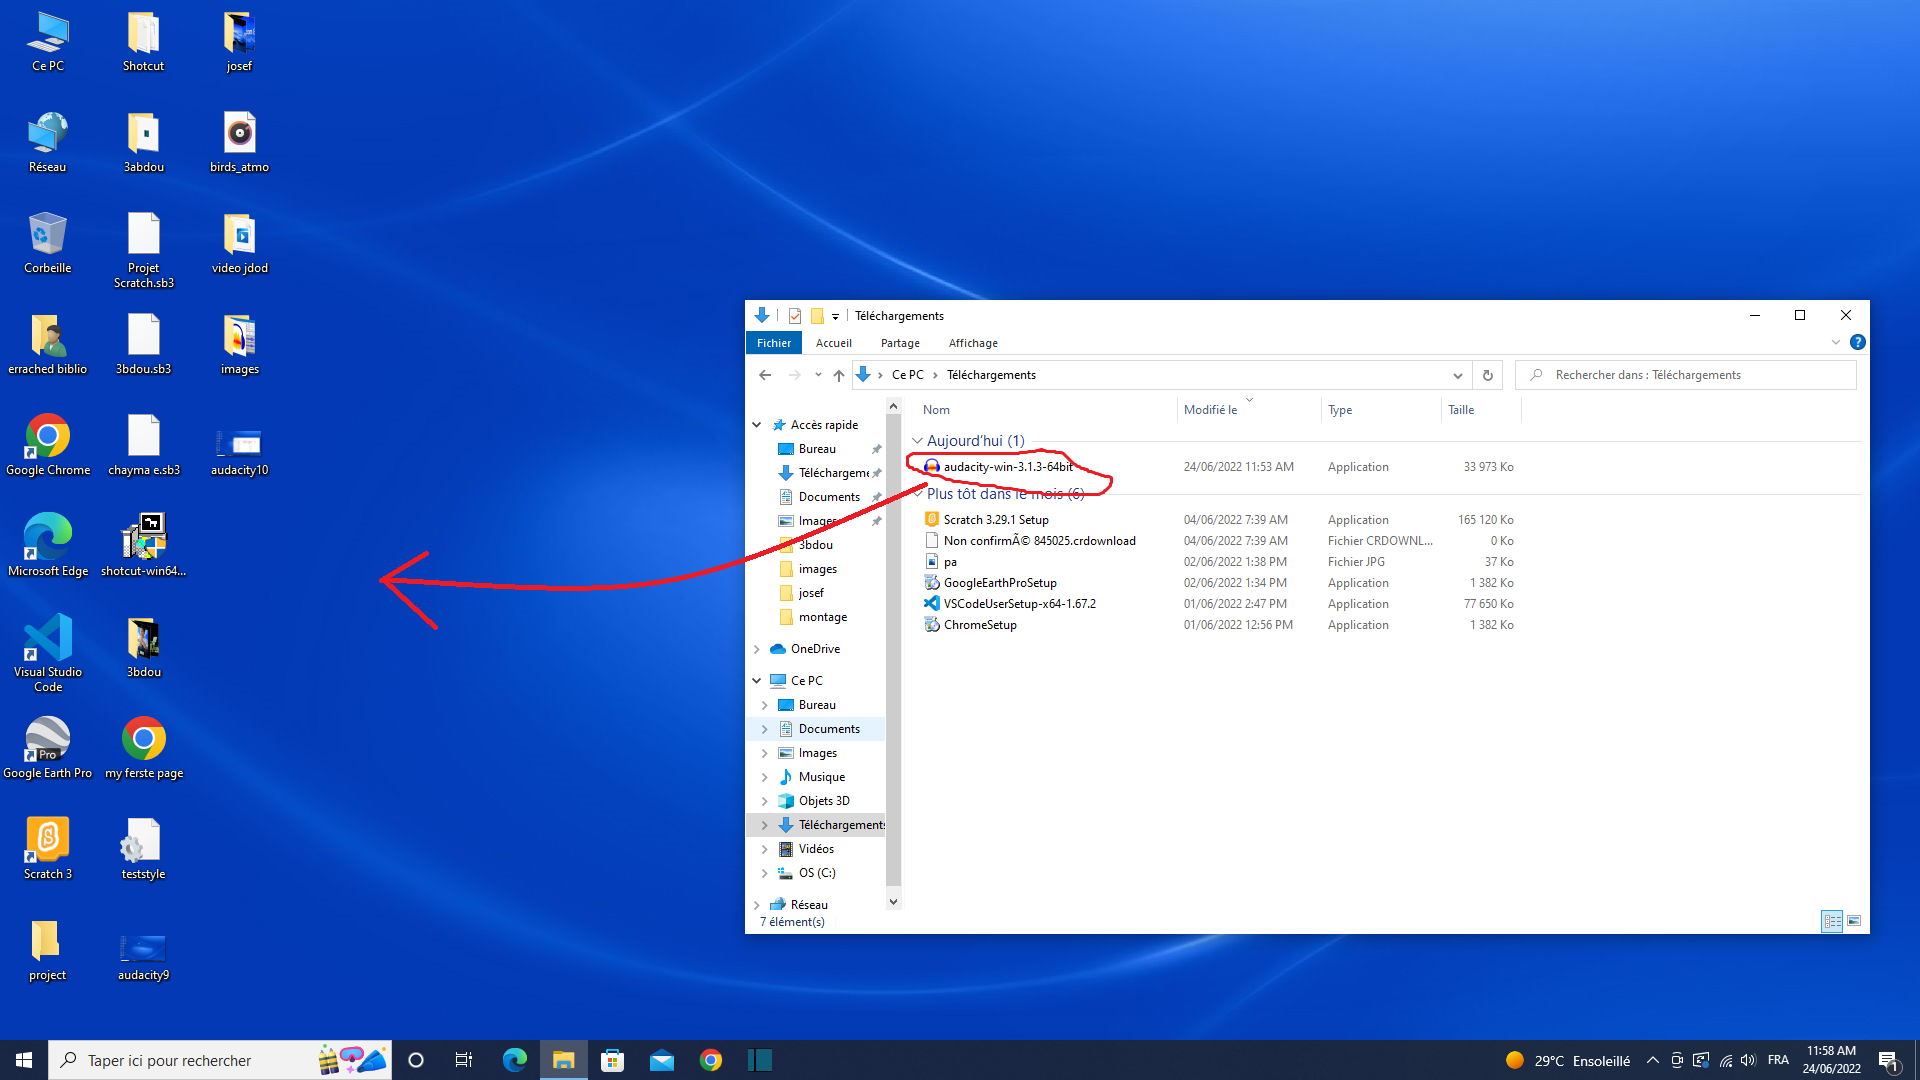 Ce PC
Shotcut
josef
Réseau
3abdou
birds_atmo
Corbeille
Projet
Scratch.sb3
video jdod
errached biblio
3bdou.sb3
images
Google Chrome
chayma e.sb3
audacity10
Microsoft Edge
shotcut-win64...
Visual Studio
Code
3bdou
Google Earth Pro
my ferste page
Scratch 3
teststyle
project
audacity9
Téléchargements
Fichier
Accueil
Partage
Affichage
Ce PC
Téléchargements
Rechercher dans : Téléchargements
Accès rapide
Bureau
Téléchargeme
Documents
Images
3bdou
images
josef
montage
OneDrive
Ce PC
Bureau
Documents
Images
Musique
Objets 3D
Téléchargements
Vidéos
OS (C:)
Réseau
Nom Modifié le Type Taille
Aujourd'hui (1)
audacity-win-3.1.3-64bit 24/06/2022 11:53 AM Application 33 973 Ko
Plus tôt dans le mois (6)
Scratch 3.29.1 Setup 04/06/2022 7:39 AM Application 165 120 Ko
Non confirmÃ© 845025.crdownload 04/06/2022 7:39 AM Fichier CRDOWNL... 0 Ko
pa 02/06/2022 1:38 PM Fichier JPG 37 Ko
GoogleEarthProSetup 02/06/2022 1:34 PM Application 1 382 Ko
VSCodeUserSetup-x64-1.67.2 01/06/2022 2:47 PM Application 77 650 Ko
ChromeSetup 01/06/2022 12:56 PM Application 1 382 Ko
7 élément(s)
Taper ici pour rechercher
29°C Ensoleillé
FRA
11:58 AM
24/06/2022
1
Pro